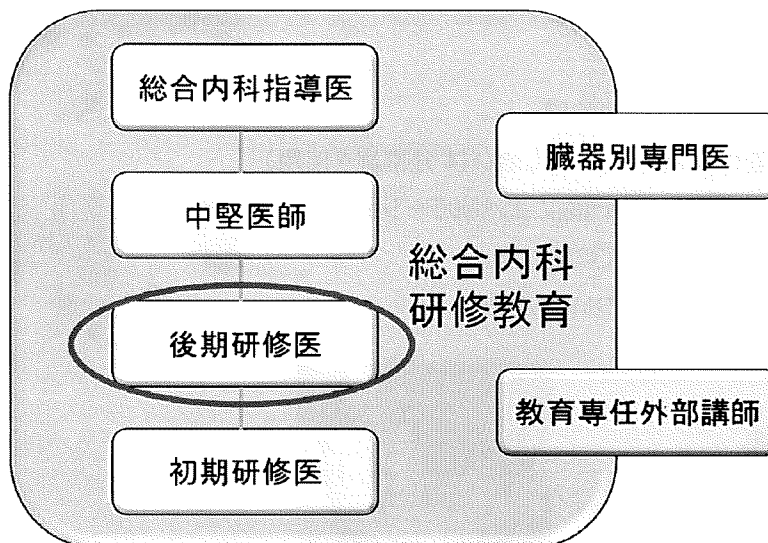 総合内科指導医
臓器別専門医
中堅医師
総合内科
研修教育
後期研修医
教育専任外部講師
初期研修医